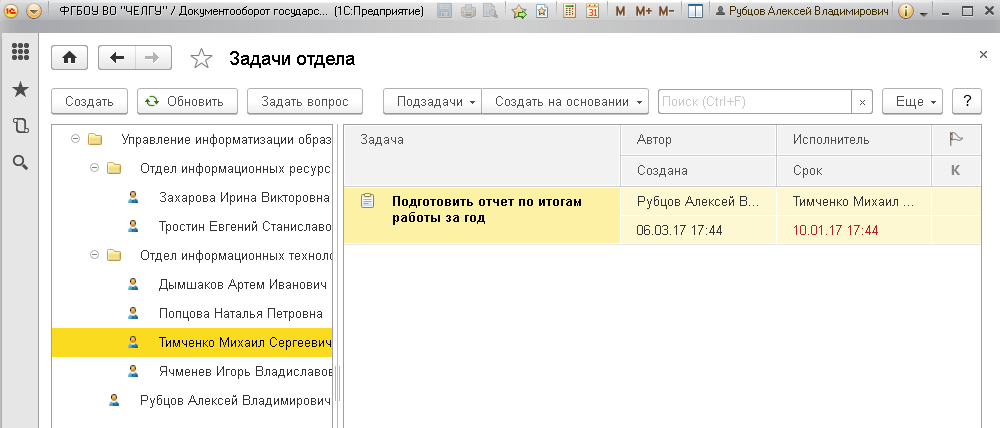 ФГБОУ ВО "ЧЕЛГУ" / Документооборот государс... (1С:Предприятие)
M M+ M-
Рубцов Алексей Владимирович
Задачи отдела
Создать Обновить Задать вопрос Подзадачи Создать на основании Поиск (Ctrl+F) × Еще ?
Управление информатизации образ
Отдел информационных ресурс
Захарова Ирина Викторовна
Тростин Евгений Станиславо
Отдел информационных техноло
Дымшаков Артем Иванович
Попцова Наталья Петровна
Тимченко Михаил Сергеевич
Ячменев Игорь Владиславов
Рубцов Алексей Владимирович
Задача Автор Исполнитель
Создана Срок К
Подготовить отчет по итогам
работы за год
Рубцов Алексей В... Тимченко Михаил ...
06.03.17 17:44 10.01.17 17:44